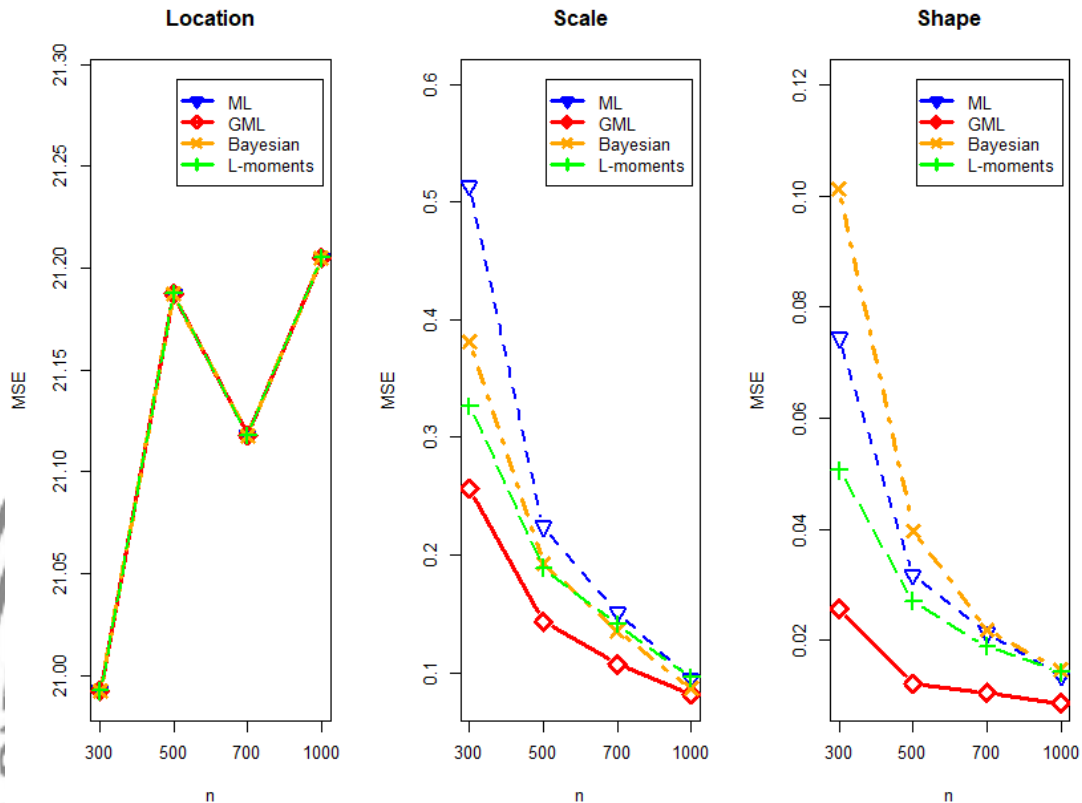 Location
MSE
21.30
21.25
21.20
21.15
21.10
21.05
21.00
ML
GML
Bayesian
L-moments
300
500
700
1000
n
Scale
MSE
0.6
0.5
0.4
0.3
0.2
0.1
ML
GML
Bayesian
L-moments
300
500
700
1000
n
Shape
MSE
0.12
0.10
0.08
0.06
0.04
0.02
ML
GML
Bayesian
L-moments
300
500
700
1000
n